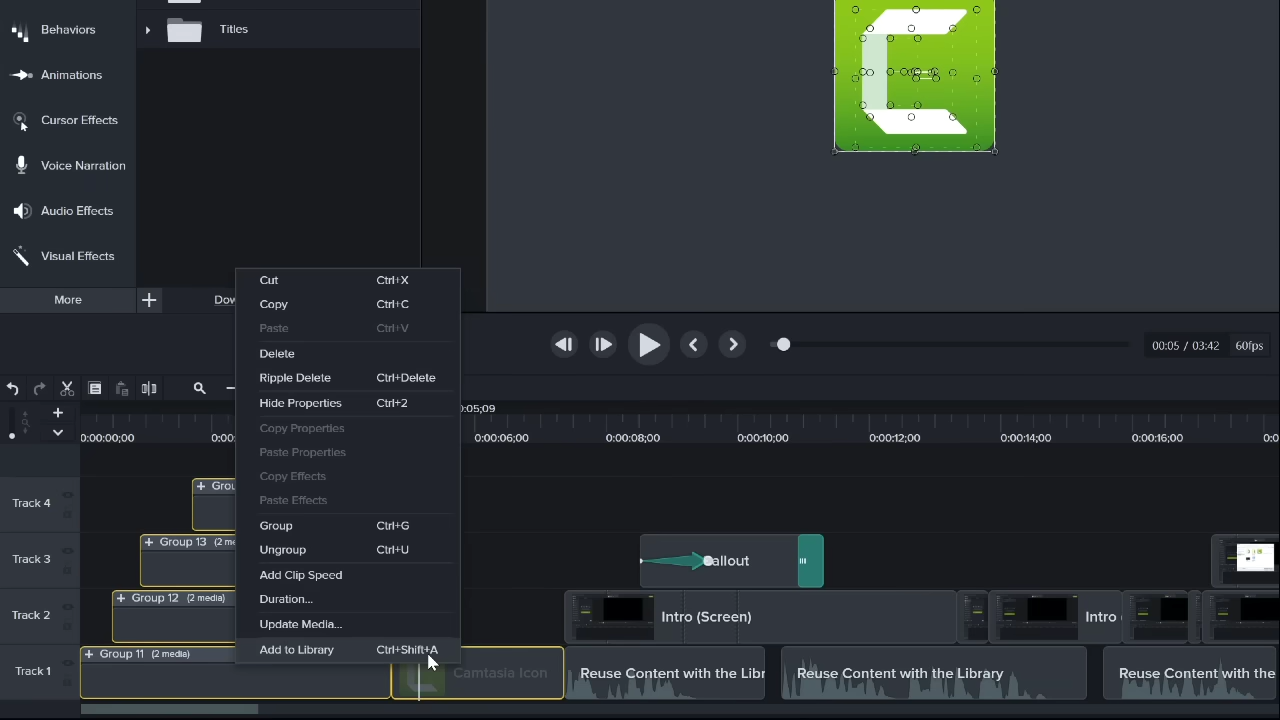 Behaviors
Titles
Animations
Cursor Effects
Voice Narration
Audio Effects
Visual Effects
More
Cut Ctrl+X
Copy Ctrl+C
Paste Ctrl+V
Delete
Ripple Delete Ctrl+Delete
Hide Properties Ctrl+2
Copy Properties
Paste Properties
Copy Effects
Paste Effects
Group Ctrl+G
Ungroup Ctrl+U
Add Clip Speed
Duration...
Update Media...
Add to Library Ctrl+Shift+A
00:05 / 03:42 60fps
0:05;09
0:00:00;00 0:00:06;00 0:00:08;00 0:00:10;00 0:00:12;00 0:00:14;00 0:00:16;00
Track 4
Track 3 Group 13 (2 me allout
Track 2 Group 12 (2 media) Intro (Screen) Intro
Track 1 Group 11 (2 media) Camtasia Icon Reuse Content with the Libr Reuse Content with the Library Reuse Content with the